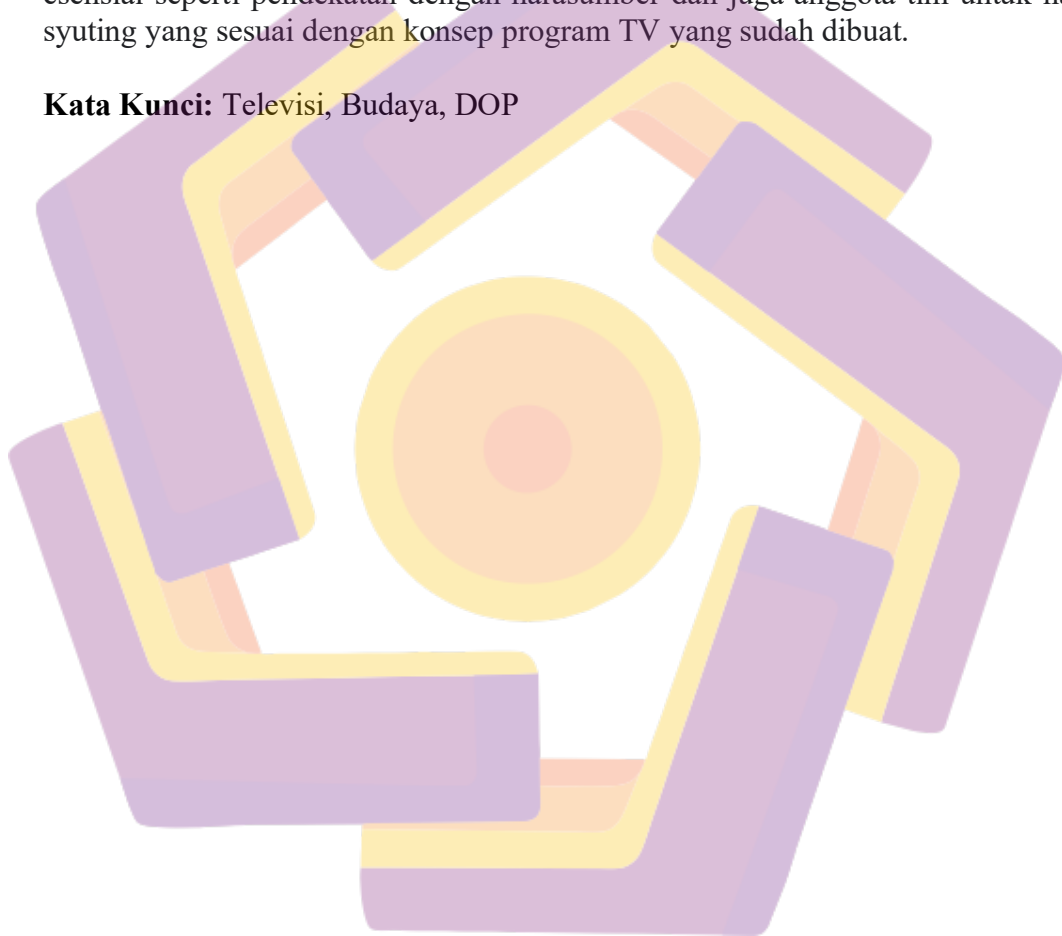 esensial seperti pendekatan dengan narasumber dan juga anggota tim untuk
syuting yang sesuai dengan konsep program TV yang sudah dibuat.
Kata Kunci: Televisi, Budaya, DOP